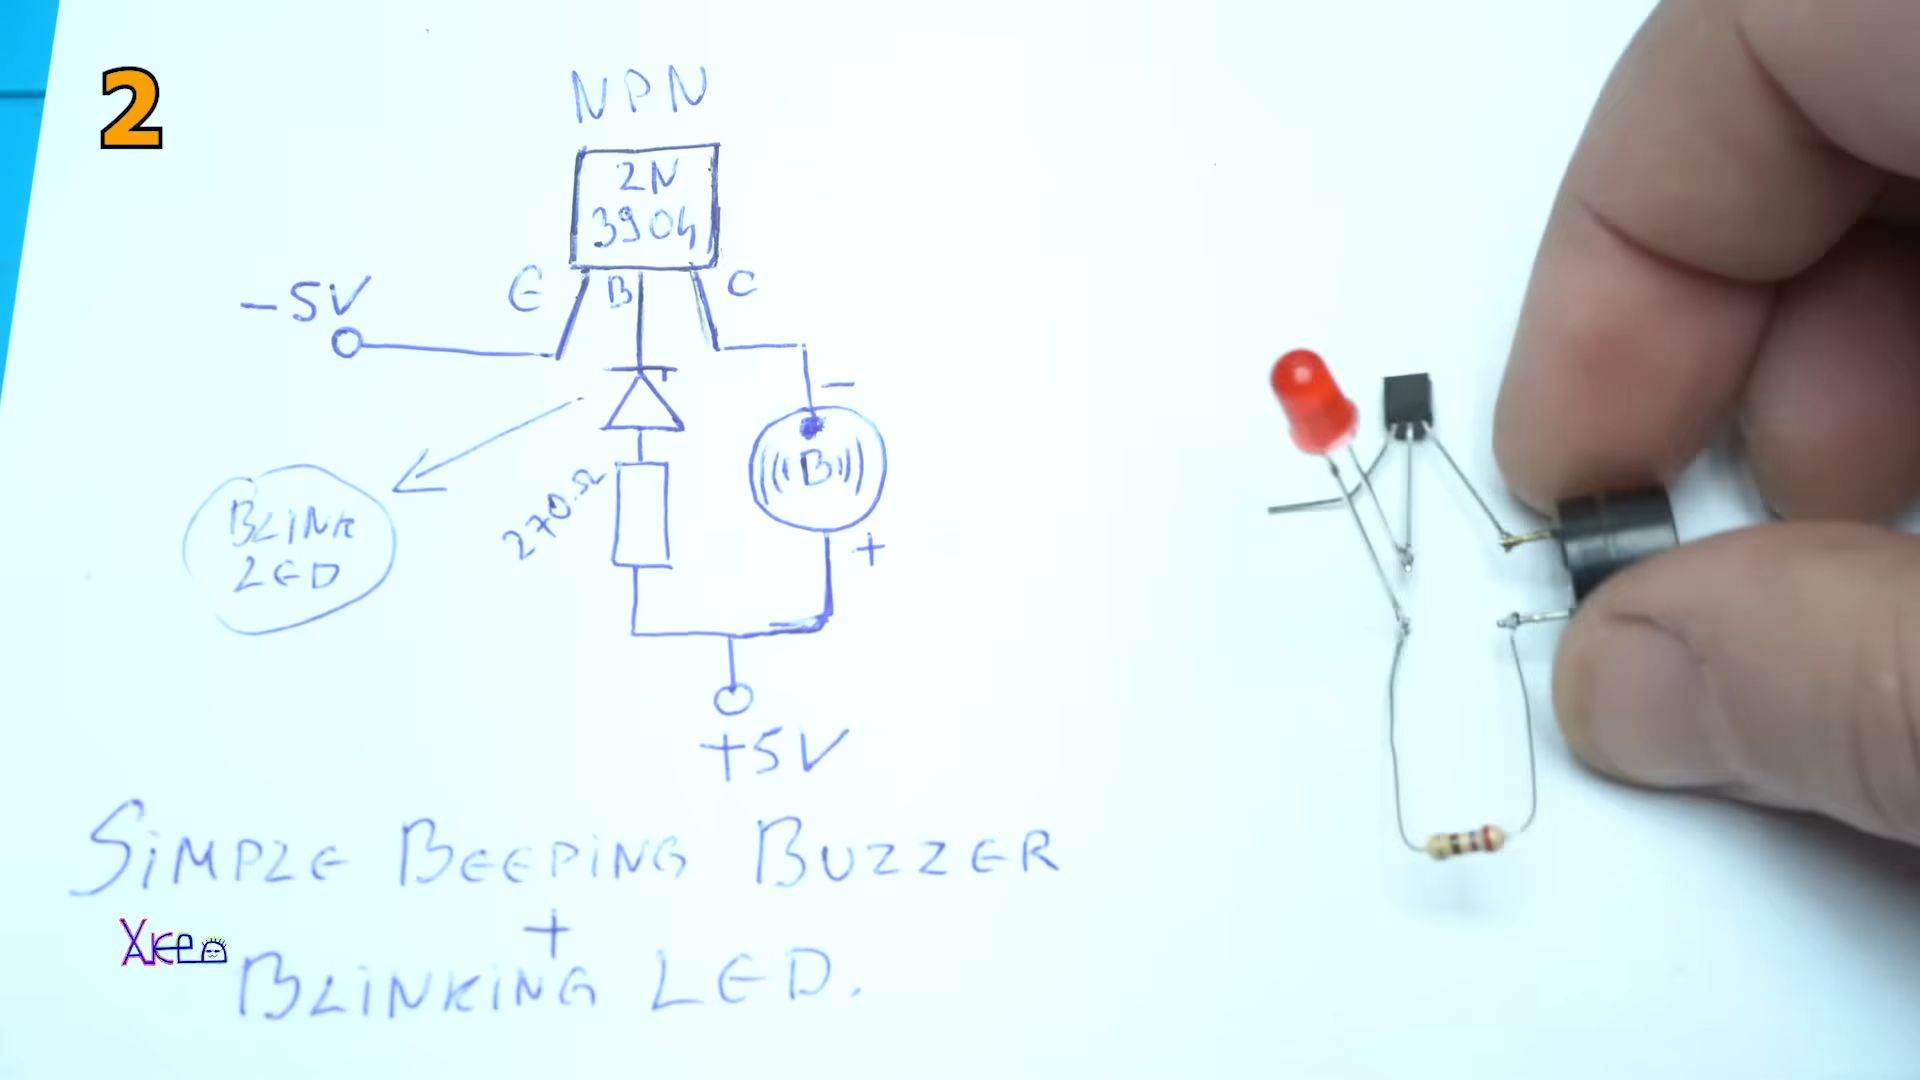 2
NPN
2N
3904
E B C
-5V
-
B
+
270Ω
BLINK
LED
+5V
SIMPLE BEEPING BUZZER
+
BLINKING LED.